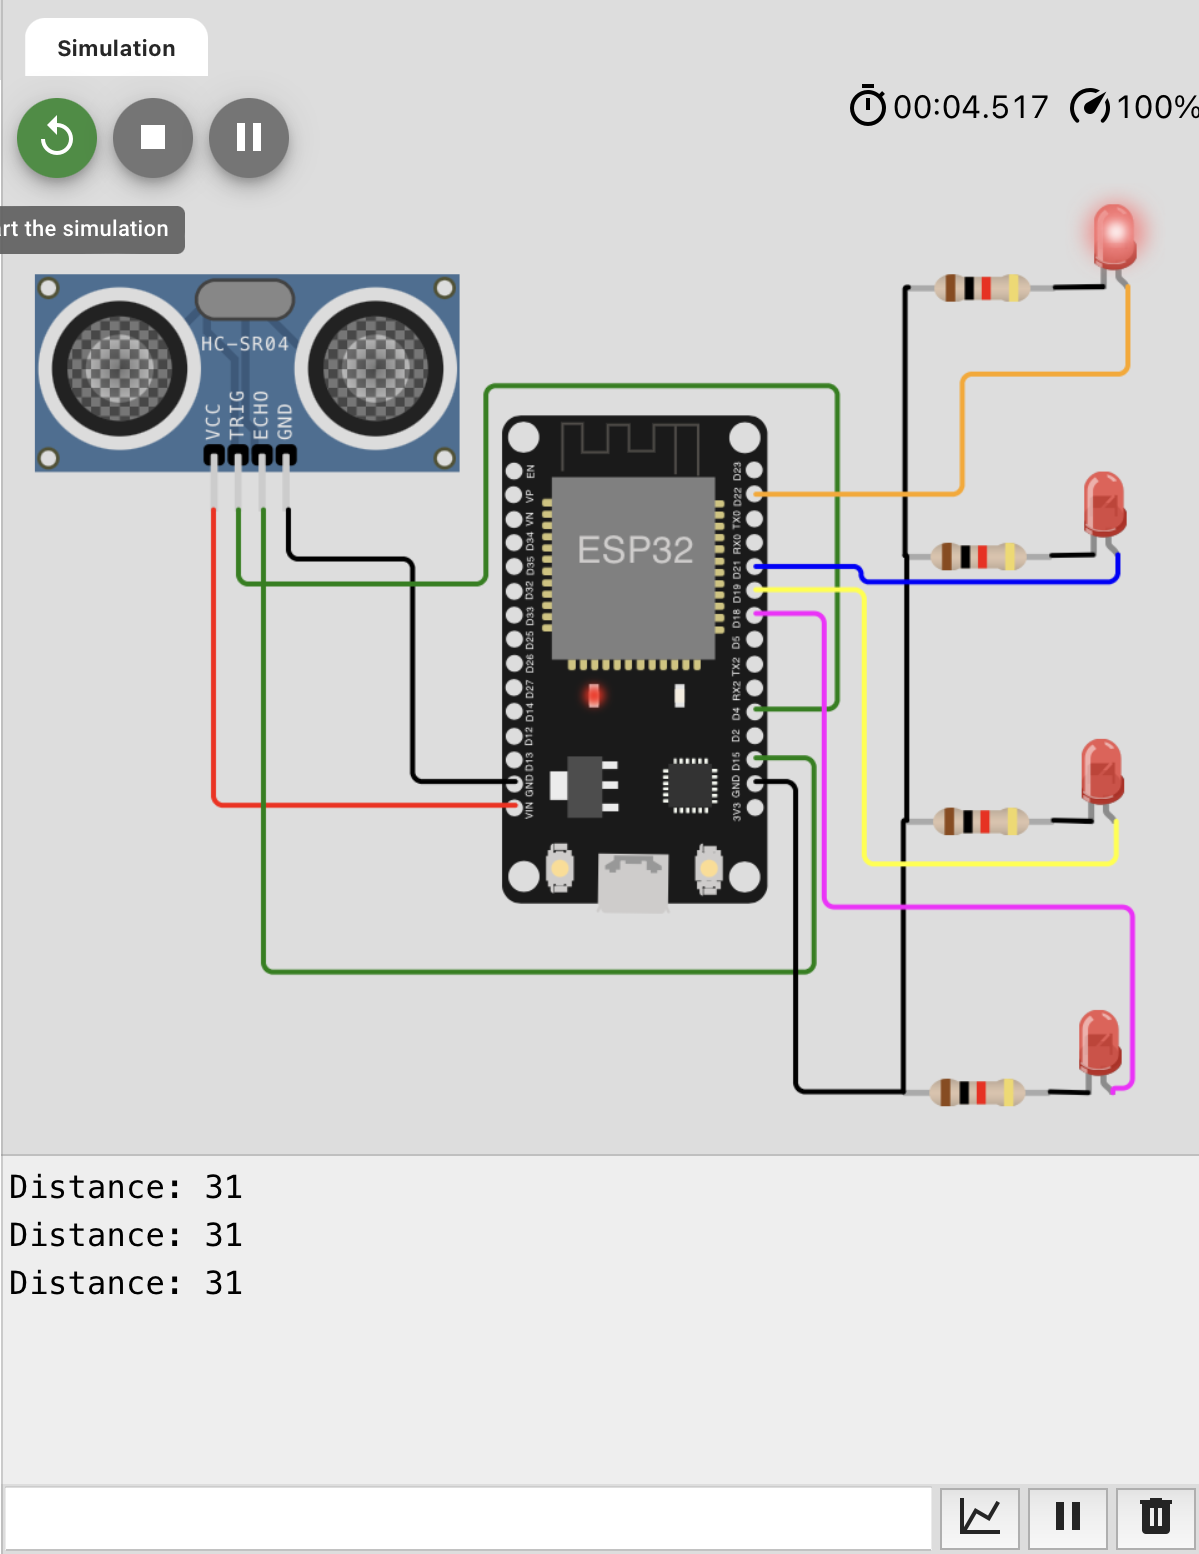 Simulation
00:04.517 100%
rt the simulation
HC-SR04
VCC
TRIG
ECHO
GND
ESP32
EN
VP
VN
D34
D35
D32
D33
D25
D26
D27
D14
D12
D13
GND
VIN
D23
D22
TX0
RX0
D21
D19
D18
D5
TX2
RX2
D4
D2
D15
GND
3V3
Distance: 31
Distance: 31
Distance: 31